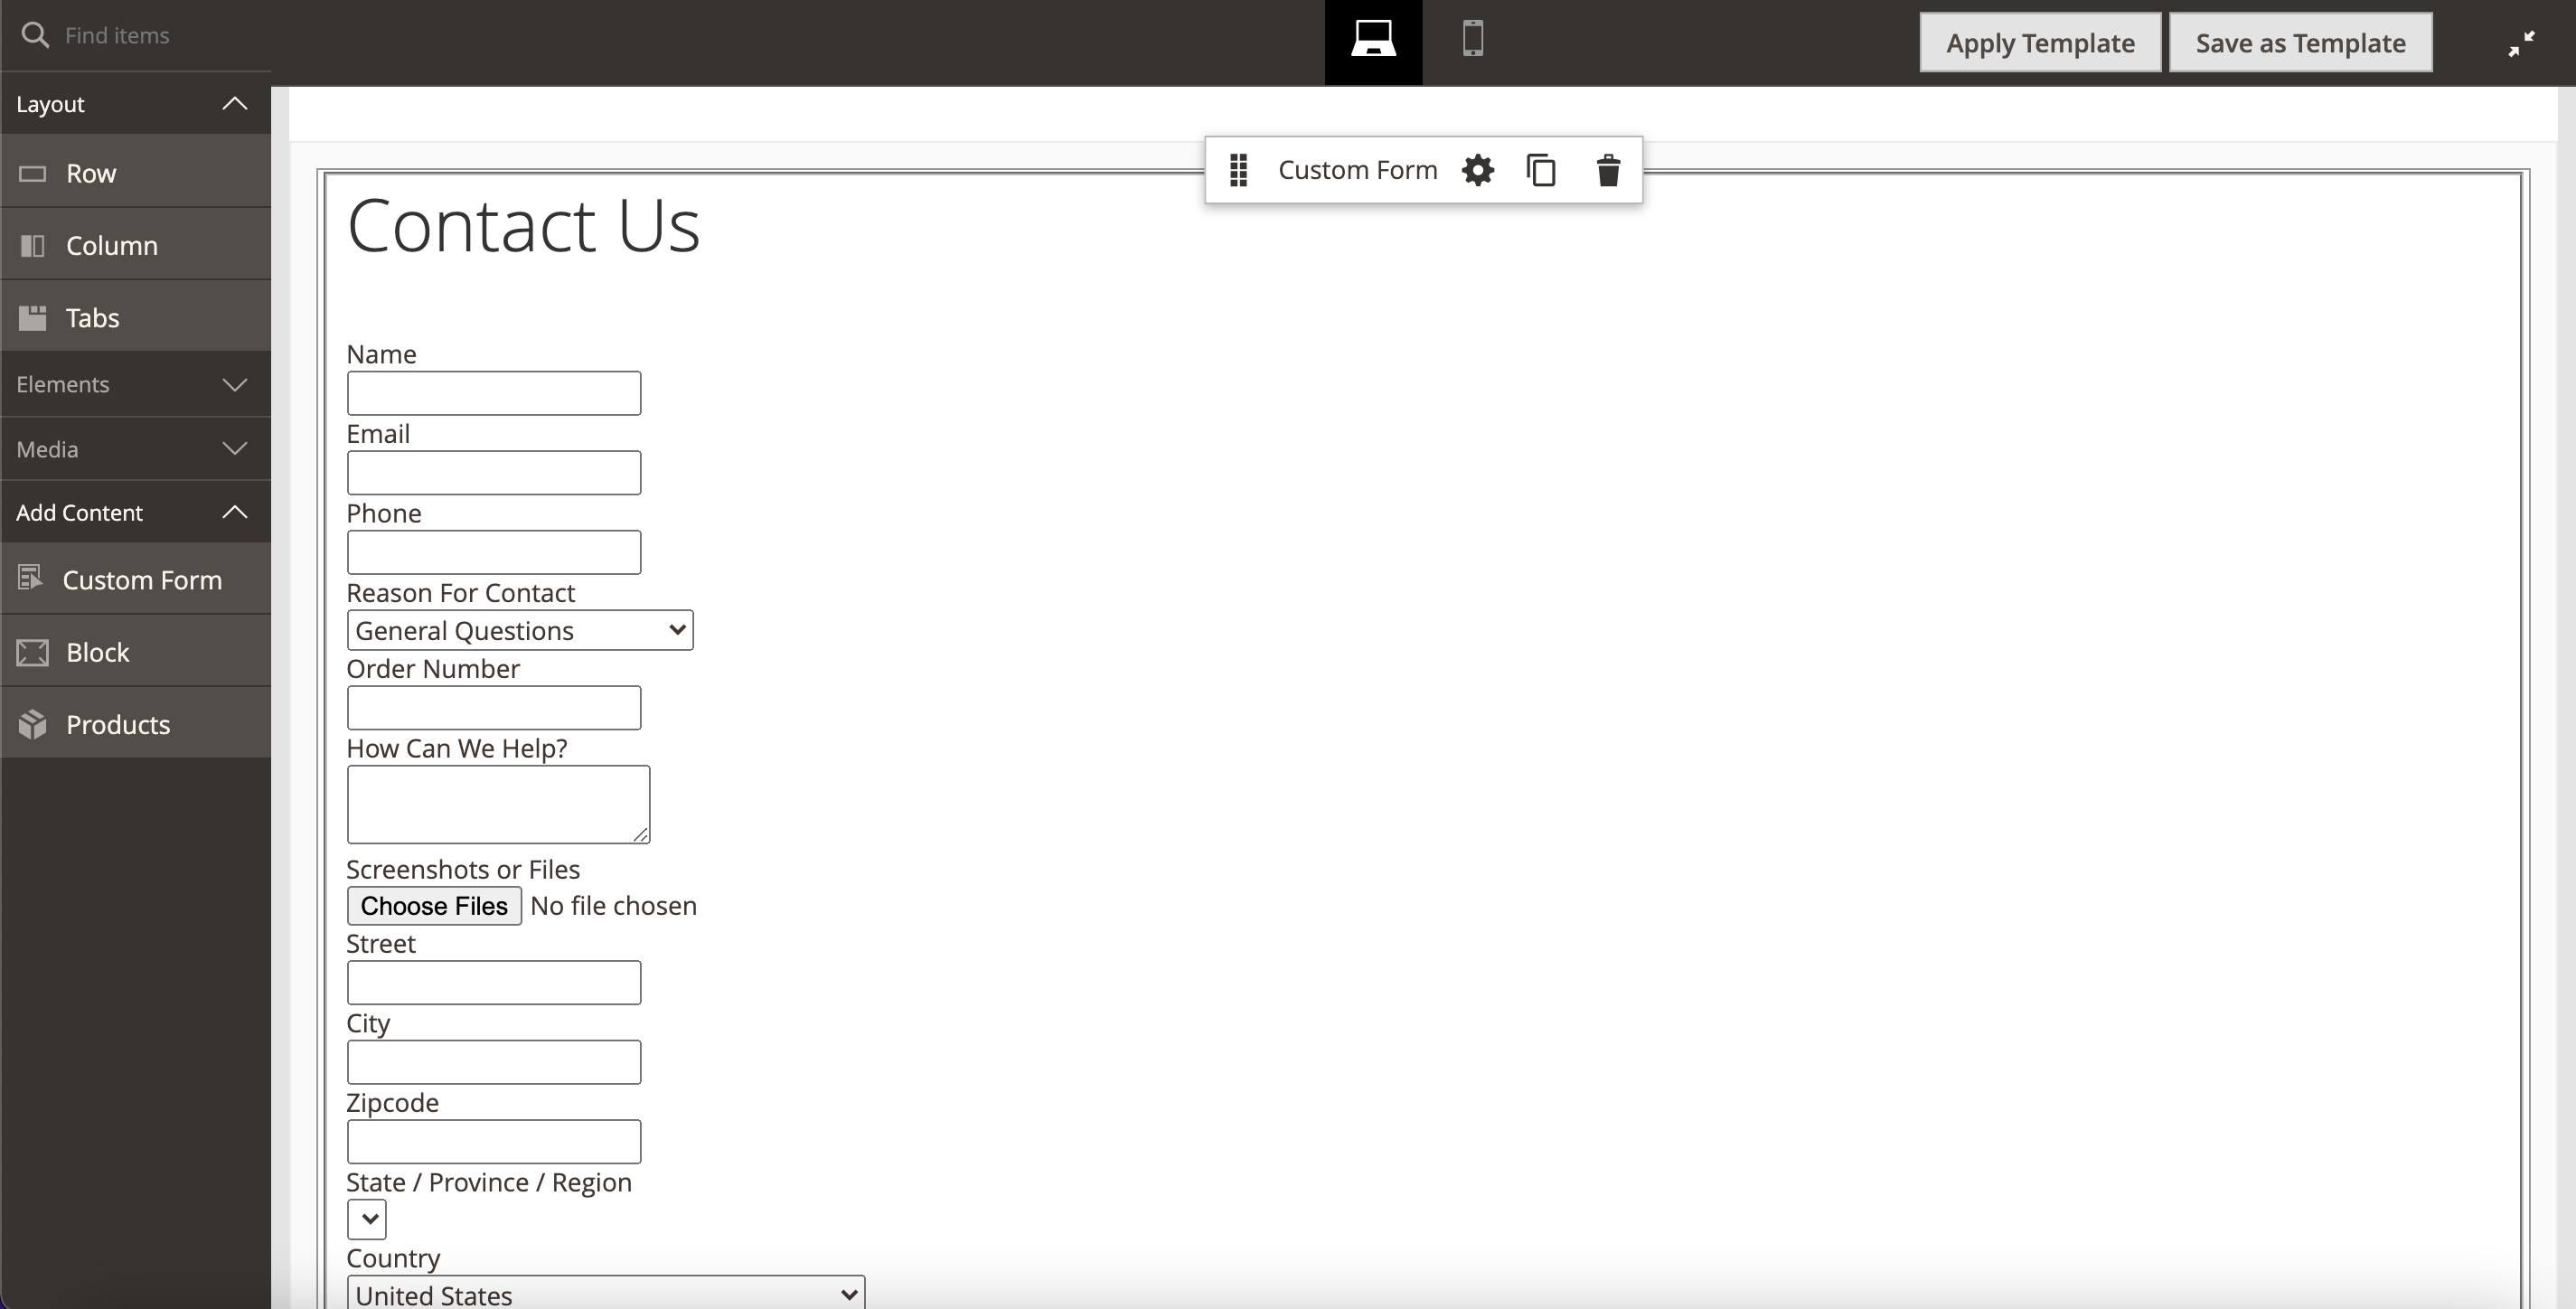 Find items
Apply Template
Save as Template
Layout
Row
Column
Tabs
Elements
Media
Add Content
Custom Form
Block
Products
Custom Form
Contact Us
Name
Email
Phone
Reason For Contact
General Questions
Order Number
How Can We Help?
Screenshots or Files
Choose Files No file chosen
Street
City
Zipcode
State / Province / Region
Country
United States